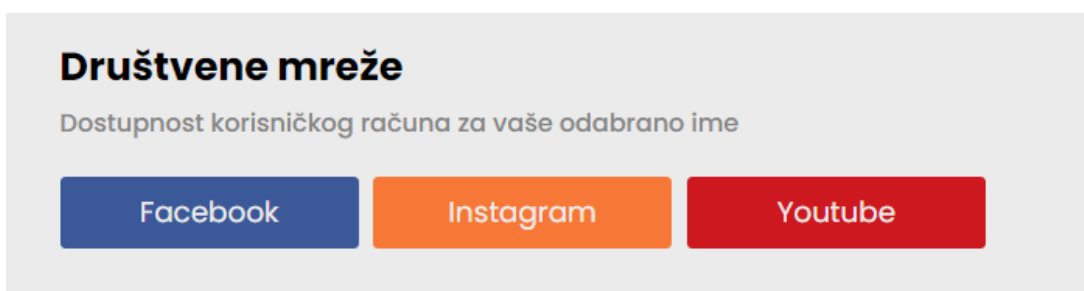 Društvene mreže
Dostupnost korisničkog računa za vaše odabrano ime
Facebook
Instagram
Youtube